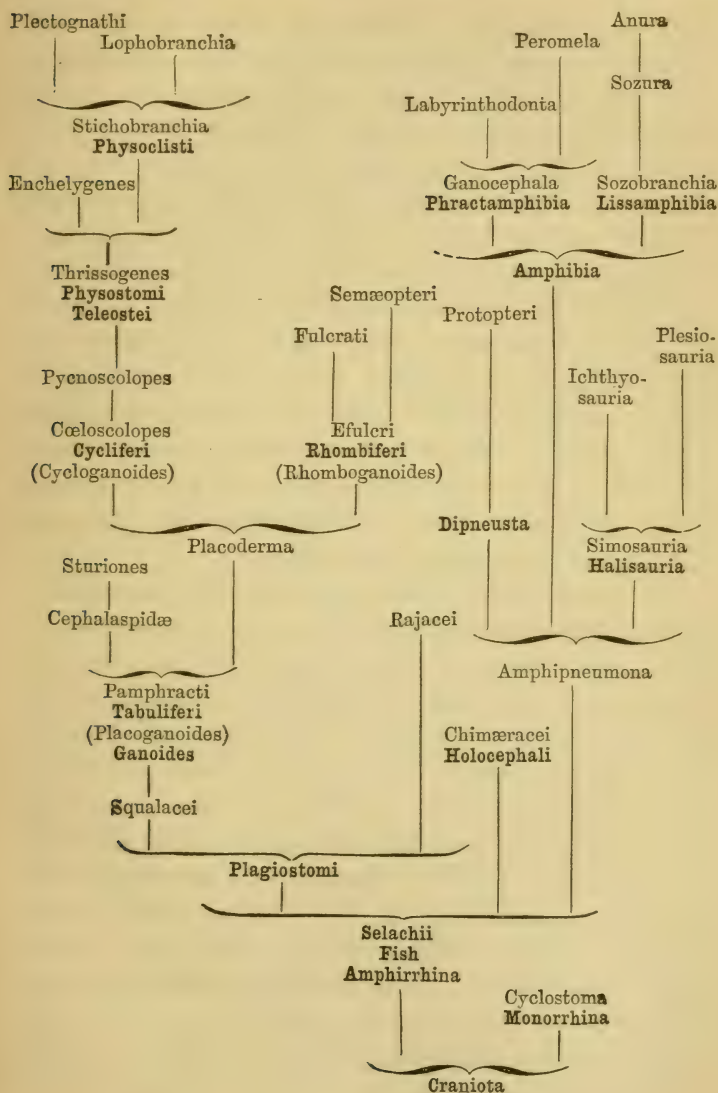 Plectognathi
Lophobranchia
Stichobranchia
Physoclisti
Enchelygenes
Thrissogenes
Physostomi
Teleostei
Pycnoscolopes
Cœloscolopes
Cycliferi
(Cycloganoides)
Semæopteri
Fulcrati
Efulcri
Rhombiferi
(Rhomboganoides)
Placoderma
Sturiones
Cephalaspidæ
Pamphracti
Tabuliferi
(Placoganoides)
Ganoides
Squalacei
Rajacei
Plagiostomi
Anura
Peromela
Sozura
Labyrinthodonta
Ganocephala
Phractamphibia
Sozobranchia
Lissamphibia
Amphibia
Protopteri
Plesio-
sauria
Ichthyo-
sauria
Dipneusta
Simosauria
Halisauria
Amphipneumona
Chimæracei
Holocephali
Selachii
Fish
Amphirrhina
Cyclostoma
Monorrhina
Craniota